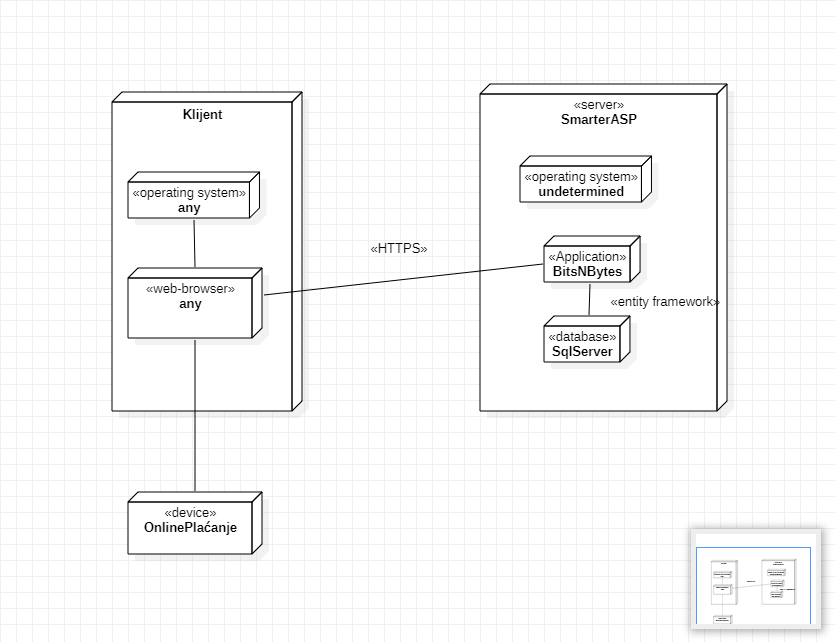 Klijent
«operating system»
any
«web-browser»
any
«HTTPS»
«server»
SmarterASP
«operating system»
undetermined
«Application»
BitsNBytes
«entity framework»
«database»
SqlServer
«device»
OnlinePlaćanje